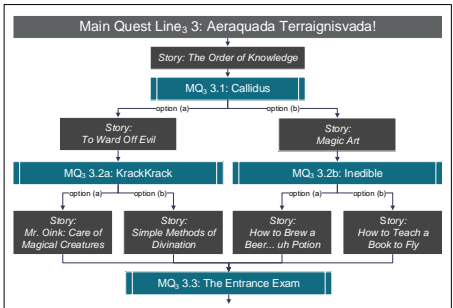 Main Quest Line₃ 3: Aeraquada Terraignisvada!
Story: The Order of Knowledge
MQ₃ 3.1: Callidus
option (a)
option (b)
Story:
To Ward Off Evil
Story:
Magic Art
MQ₃ 3.2a: KrackKrack
MQ₃ 3.2b: Inedible
option (a)
option (b)
option (a)
option (b)
Story:
Mr. Oink: Care of
Magical Creatures
Story:
Simple Methods of
Divination
Story:
How to Brew a
Beer... uh Potion
Story:
How to Teach a
Book to Fly
MQ₃ 3.3: The Entrance Exam